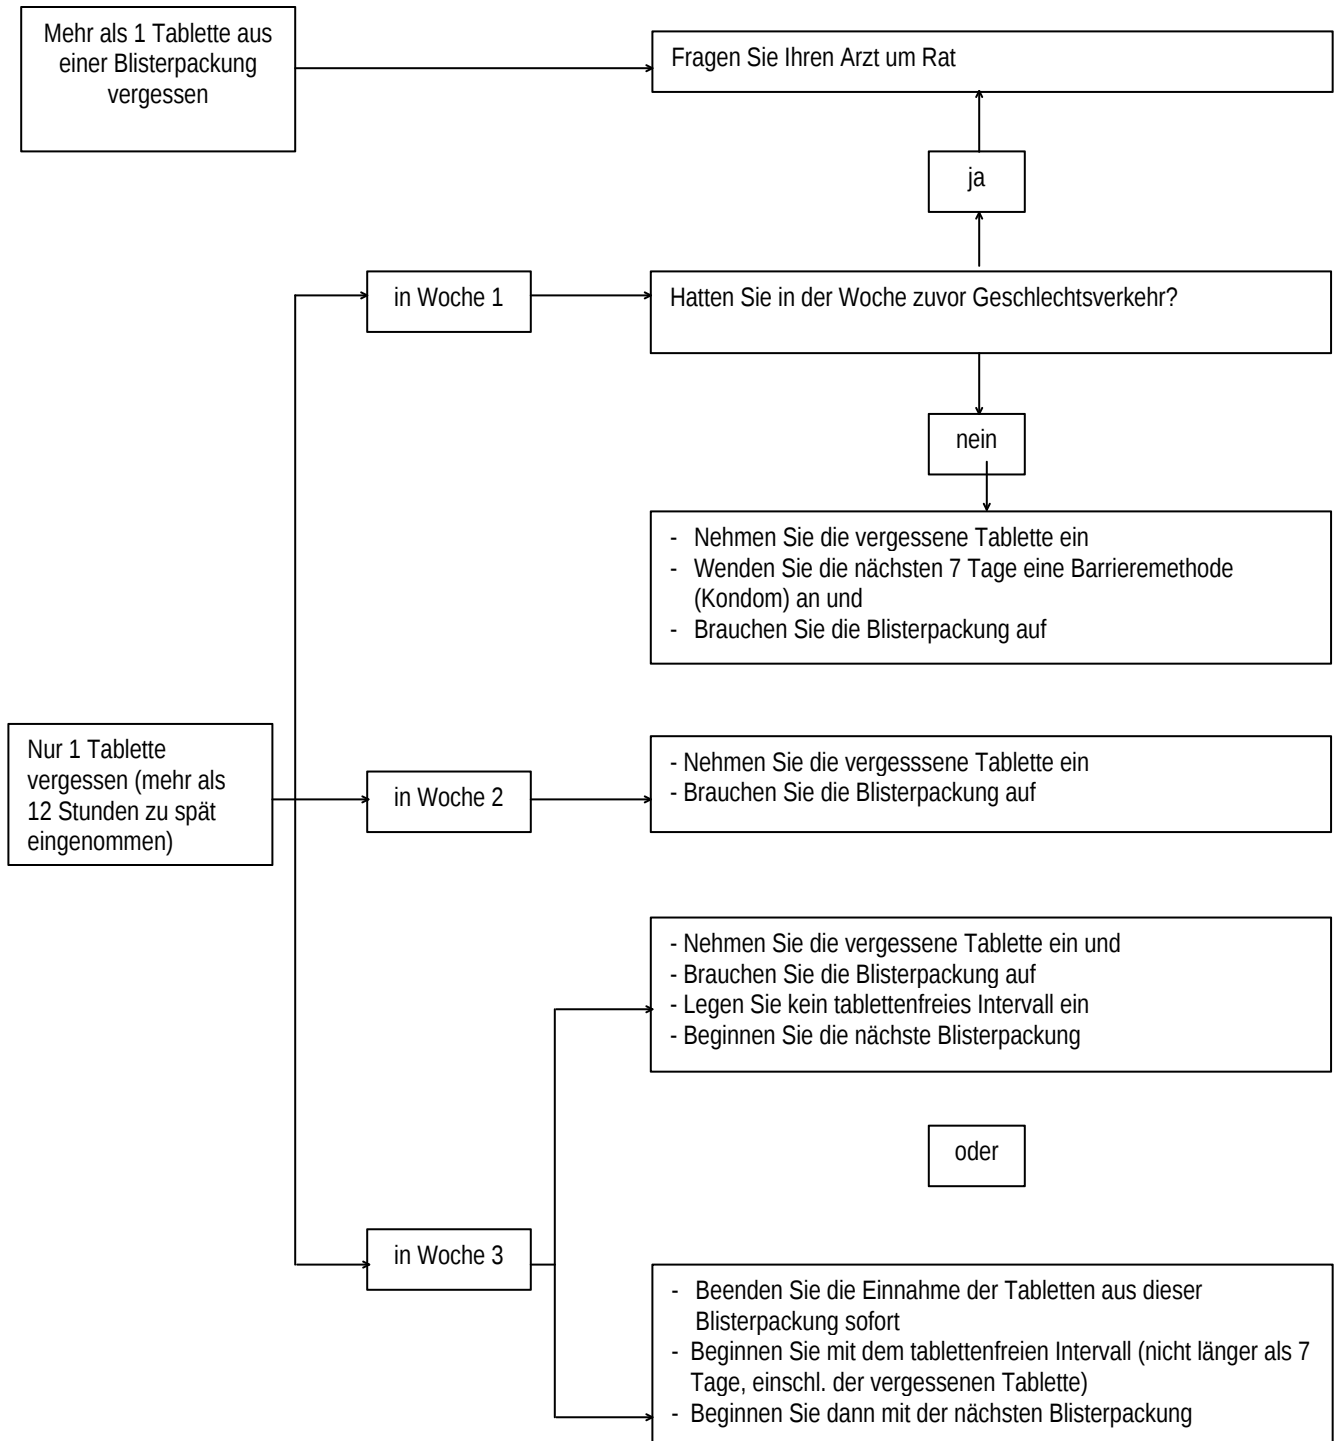 Mehr als 1 Tablette aus
einer Blisterpackung
vergessen
Fragen Sie Ihren Arzt um Rat
ja
in Woche 1
Hatten Sie in der Woche zuvor Geschlechtsverkehr?
nein
- Nehmen Sie die vergessene Tablette ein
- Wenden Sie die nächsten 7 Tage eine Barrieremethode
(Kondom) an und
- Brauchen Sie die Blisterpackung auf
Nur 1 Tablette
vergessen (mehr als
12 Stunden zu spät
eingenommen)
in Woche 2
- Nehmen Sie die vergesssene Tablette ein
- Brauchen Sie die Blisterpackung auf
- Nehmen Sie die vergessene Tablette ein und
- Brauchen Sie die Blisterpackung auf
- Legen Sie kein tablettenfreies Intervall ein
- Beginnen Sie die nächste Blisterpackung
oder
in Woche 3
- Beenden Sie die Einnahme der Tabletten aus dieser
Blisterpackung sofort
- Beginnen Sie mit dem tablettenfreien Intervall (nicht länger als 7
Tage, einschl. der vergessenen Tablette)
- Beginnen Sie dann mit der nächsten Blisterpackung